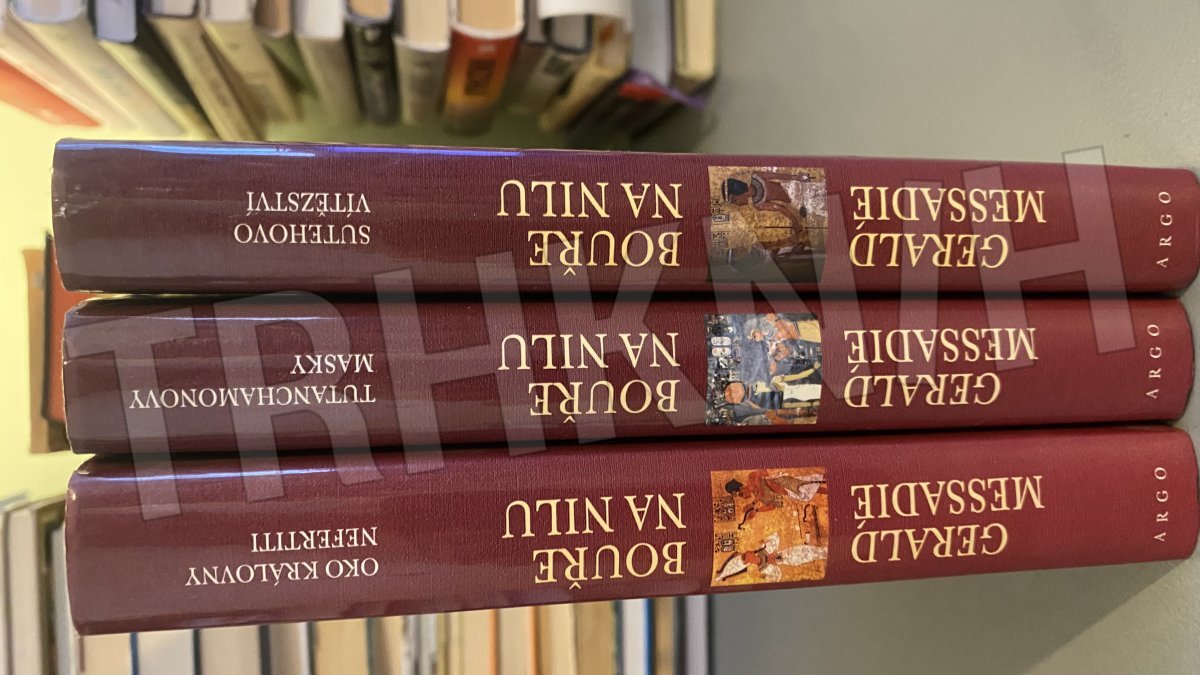 GERALD
MESSADIÉ
BOUŘE
NA NILU
OKO KRÁLOVNY
NEFERTITI
ARGO
GERALD
MESSADIÉ
BOUŘE
NA NILU
TUTANCHAMONOVY
MASKY
ARGO
GERALD
MESSADIÉ
BOUŘE
NA NILU
SUTEHOVO
VÍTĚZSTVÍ
ARGO
TRHKNIH